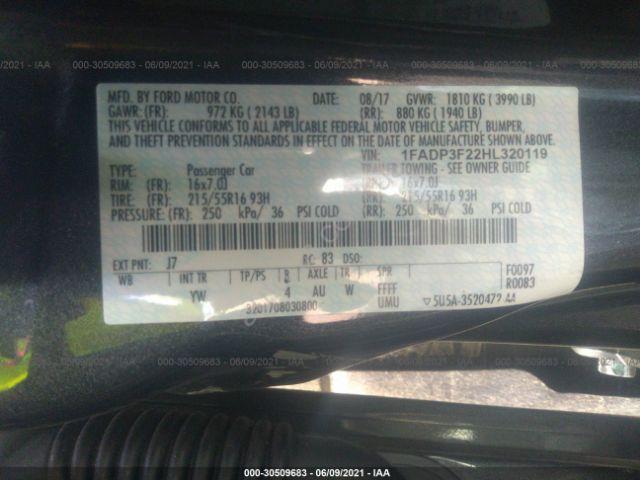 000-30509683 - 06/09/2021 - IAA
MFD. BY FORD MOTOR CO. DATE: 08/17 GVWR: 1810 KG ( 3990 LB)
GAWR: (FR): 972 KG ( 2143 LB) (RR): 880 KG ( 1940 LB)
THIS VEHICLE CONFORMS TO ALL APPLICABLE FEDERAL MOTOR VEHICLE SAFETY, BUMPER,
AND THEFT PREVENTION STANDARDS IN EFFECT ON THE DATE OF MANUFACTURE SHOWN ABOVE.
VIN: 1FADP3F22HL320119
TYPE: Passenger Car TRAILER TOWING - SEE OWNER GUIDE
RIM: (FR): 16x7.0J 16x7.0J
TIRE: (FR): 215/55R16 93H 215/55R16 93H
PRESSURE: (FR): 250 kPa/ 36 PSI COLD (RR): 250 kPa/ 36 PSI COLD
EXT PNT: J7 RC: 83 DSO: F0097
WB INT TR TP/PS R AXLE TR SPR R0083
YW 4 AU W FFFF
UMU
3201708030800 5U5A-3520472-AA
000-30509683 - 06/09/2021 - IAA